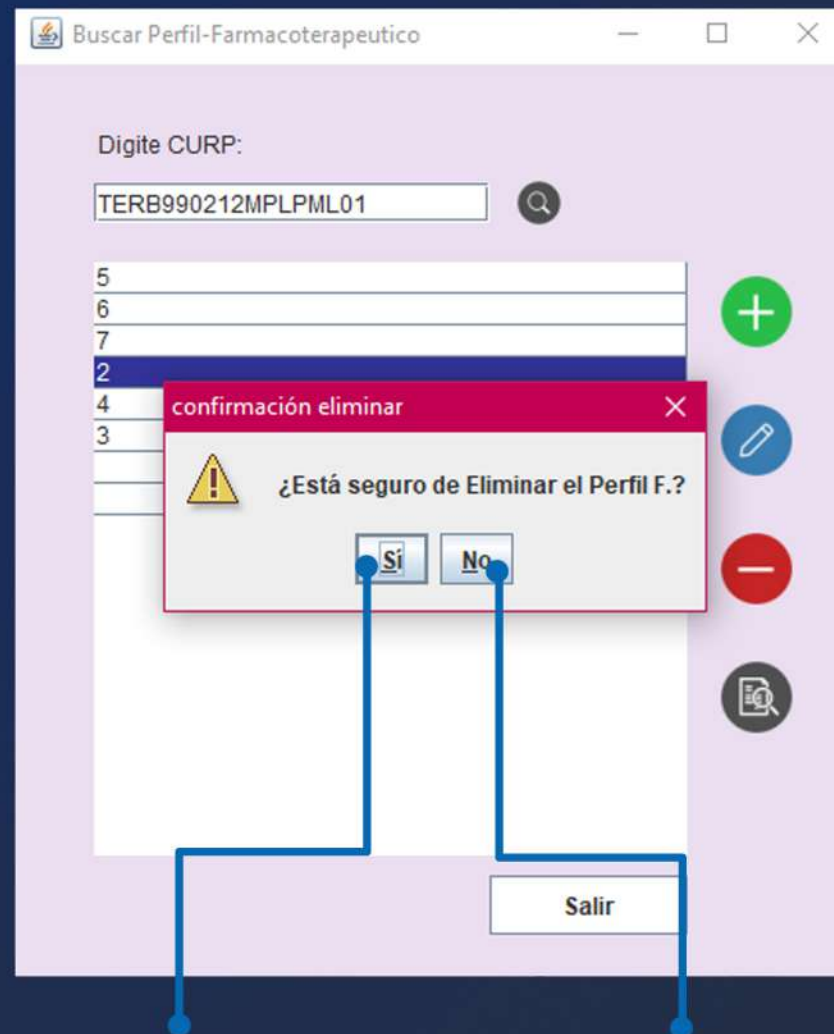 Buscar Perfil-Farmacoterapeutico
Digite CURP:
TERB990212MPLPML01
5
6
7
2
4
3
confirmación eliminar
¿Está seguro de Eliminar el Perfil F.?
Sí
No
Salir